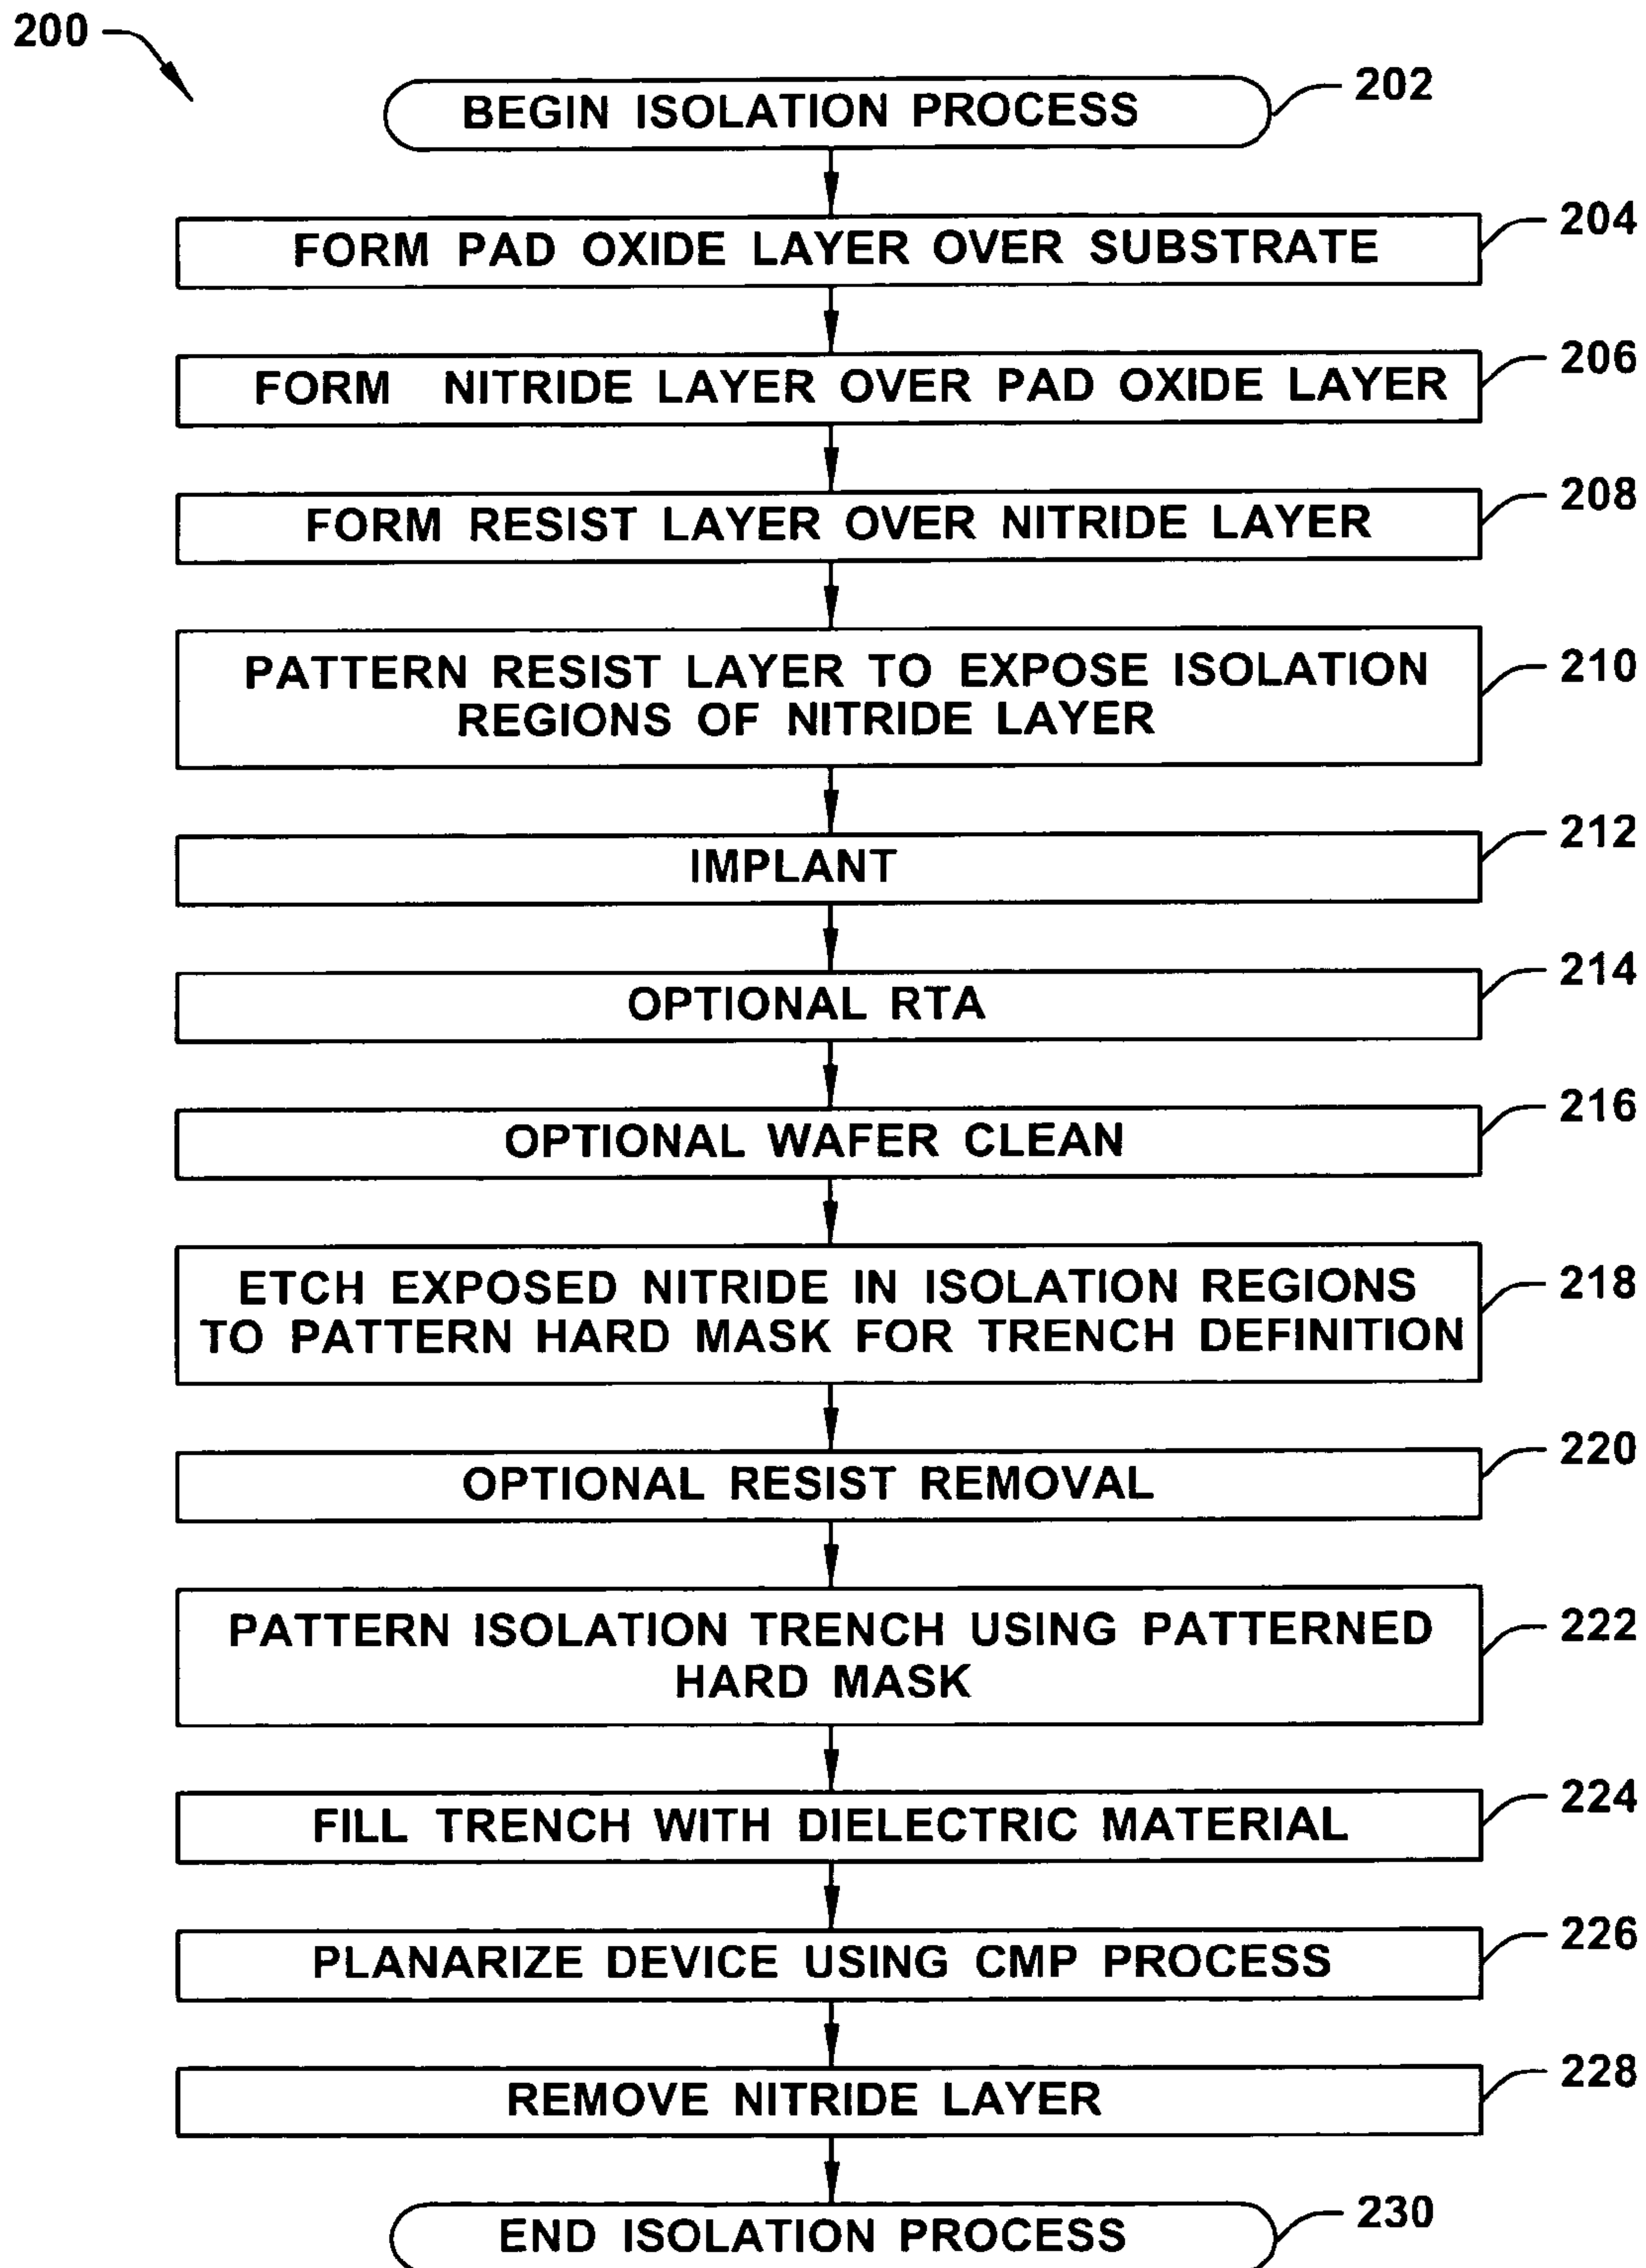 200
BEGIN ISOLATION PROCESS
202
FORM PAD OXIDE LAYER OVER SUBSTRATE
204
FORM NITRIDE LAYER OVER PAD OXIDE LAYER
206
FORM RESIST LAYER OVER NITRIDE LAYER
208
PATTERN RESIST LAYER TO EXPOSE ISOLATION
REGIONS OF NITRIDE LAYER
210
IMPLANT
212
OPTIONAL RTA
214
OPTIONAL WAFER CLEAN
216
ETCH EXPOSED NITRIDE IN ISOLATION REGIONS
TO PATTERN HARD MASK FOR TRENCH DEFINITION
218
OPTIONAL RESIST REMOVAL
220
PATTERN ISOLATION TRENCH USING PATTERNED
HARD MASK
222
FILL TRENCH WITH DIELECTRIC MATERIAL
224
PLANARIZE DEVICE USING CMP PROCESS
226
REMOVE NITRIDE LAYER
228
END ISOLATION PROCESS
230